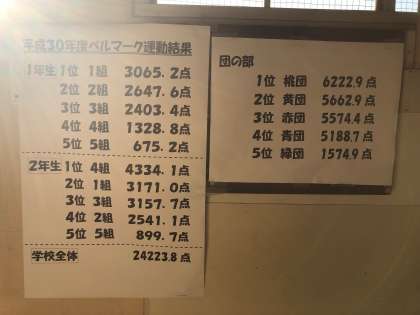 平成30年度ベルマーク運動結果
1年生 1位 1組 3065.2点
2位 2組 2647.6点
3位 3組 2403.4点
4位 4組 1328.8点
5位 5組 675.2点
2年生 1位 4組 4334.1点
2位 1組 3171.0点
3位 3組 3157.7点
4位 2組 2541.1点
5位 5組 899.7点
学校全体 24223.8点
団の部
1位 桃団 6222.9点
2位 黄団 5662.9点
3位 赤団 5574.4点
4位 青団 5188.7点
5位 緑団 1574.9点